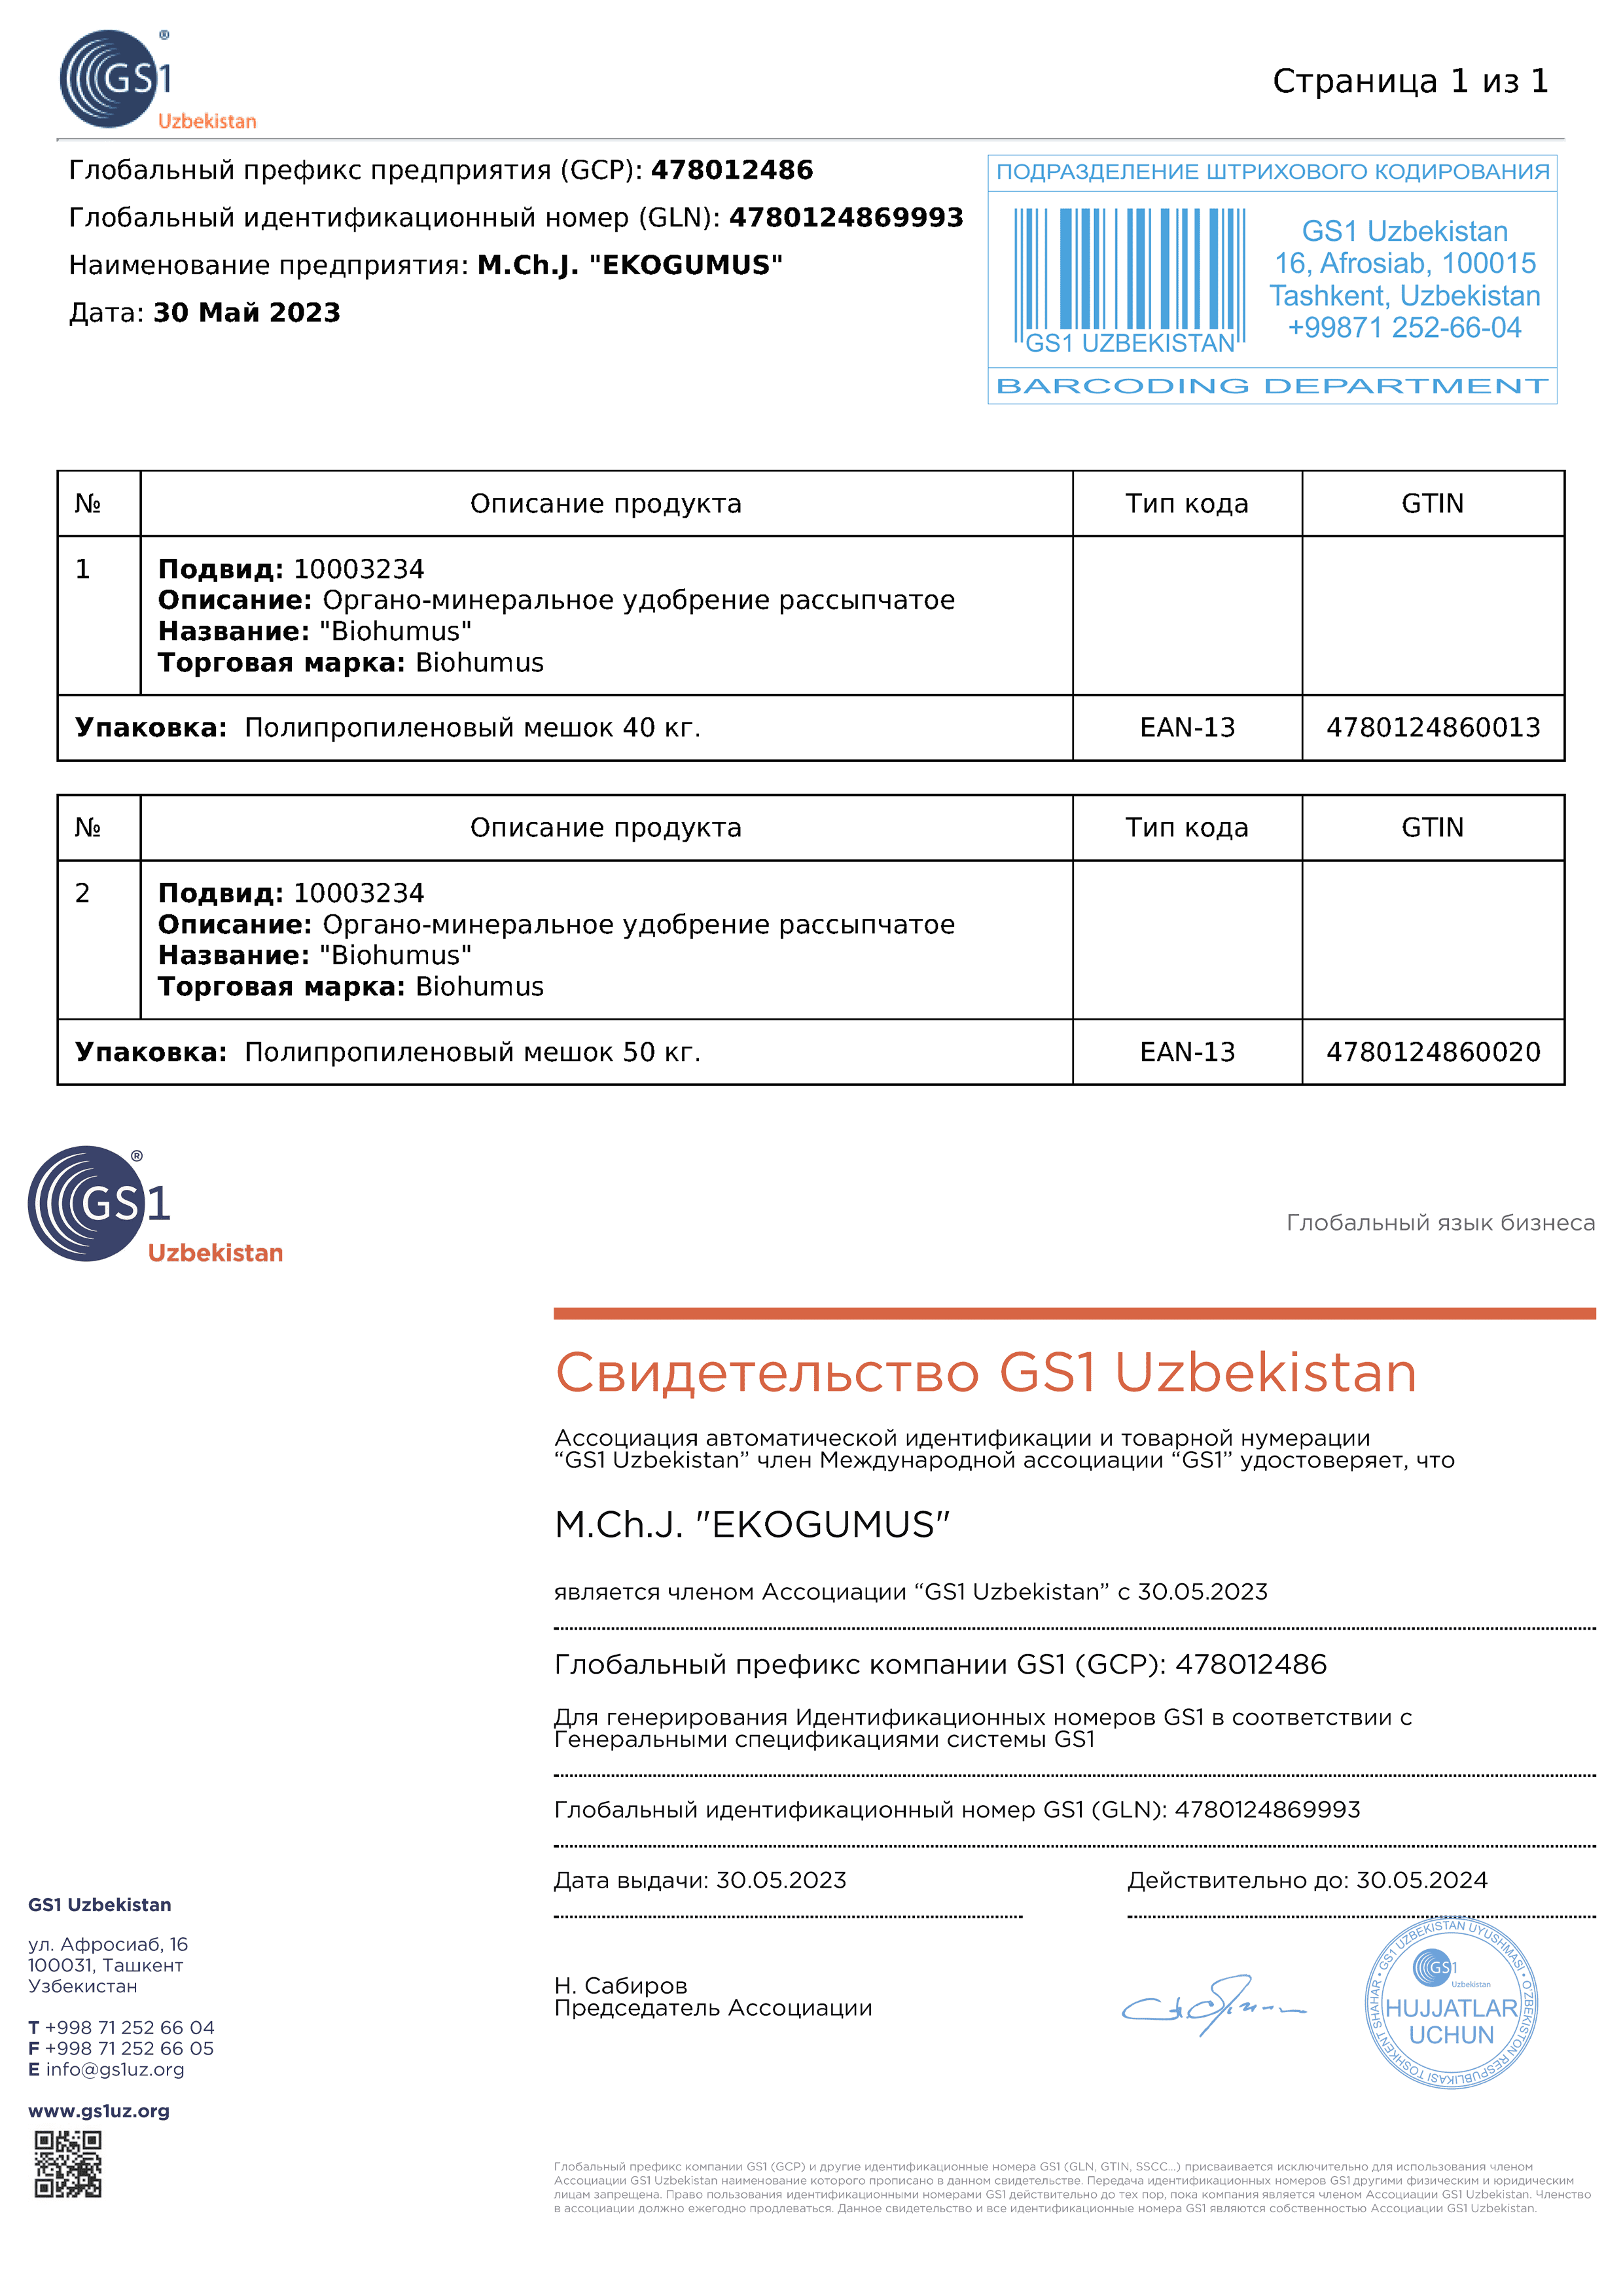 GS1
®
Uzbekistan
Страница 1 из 1
Глобальный префикс предприятия (GCP): 478012486
Глобальный идентификационный номер (GLN): 4780124869993
Наименование предприятия: M.Ch.J. "EKOGUMUS"
Дата: 30 Май 2023
ПОДРАЗДЕЛЕНИЕ ШТРИХОВОГО КОДИРОВАНИЯ
GS1 UZBEKISTAN
GS1 Uzbekistan
16, Afrosiab, 100015
Tashkent, Uzbekistan
+99871 252-66-04
BARCODING DEPARTMENT
№ Описание продукта Тип кода GTIN
1 Подвид: 10003234
Описание: Органо-минеральное удобрение рассыпчатое
Название: "Biohumus"
Торговая марка: Biohumus
Упаковка: Полипропиленовый мешок 40 кг. EAN-13 4780124860013
№ Описание продукта Тип кода GTIN
2 Подвид: 10003234
Описание: Органо-минеральное удобрение рассыпчатое
Название: "Biohumus"
Торговая марка: Biohumus
Упаковка: Полипропиленовый мешок 50 кг. EAN-13 4780124860020
GS1
®
Uzbekistan
Глобальный язык бизнеса
Свидетельство GS1 Uzbekistan
Ассоциация автоматической идентификации и товарной нумерации
“GS1 Uzbekistan” член Международной ассоциации “GS1” удостоверяет, что
M.Ch.J. "EKOGUMUS"
является членом Ассоциации “GS1 Uzbekistan” с 30.05.2023
Глобальный префикс компании GS1 (GCP): 478012486
Для генерирования Идентификационных номеров GS1 в соответствии с
Генеральными спецификациями системы GS1
Глобальный идентификационный номер GS1 (GLN): 4780124869993
Дата выдачи: 30.05.2023
Действительно до: 30.05.2024
Н. Сабиров
Председатель Ассоциации
GS1 UZBEKISTAN UYUSHMASI • O'ZBEKISTON RESPUBLIKASI TOSHKENT SHAHAR •
GS1
Uzbekistan
HUJJATLAR
UCHUN
GS1 Uzbekistan
ул. Афросиаб, 16
100031, Ташкент
Узбекистан
T +998 71 252 66 04
F +998 71 252 66 05
E info@gs1uz.org
www.gs1uz.org
Глобальный префикс компании GS1 (GCP) и другие идентификационные номера GS1 (GLN, GTIN, SSCC...) присваивается исключительно для использования членом
Ассоциации GS1 Uzbekistan наименование которого прописано в данном свидетельстве. Передача идентификационных номеров GS1 другими физическим и юридическим
лицам запрещена. Право пользования идентификационными номерами GS1 действительно до тех пор, пока компания является членом Ассоциации GS1 Uzbekistan. Членство
в ассоциации должно ежегодно продлеваться. Данное свидетельство и все идентификационные номера GS1 являются собственностью Ассоциации GS1 Uzbekistan.